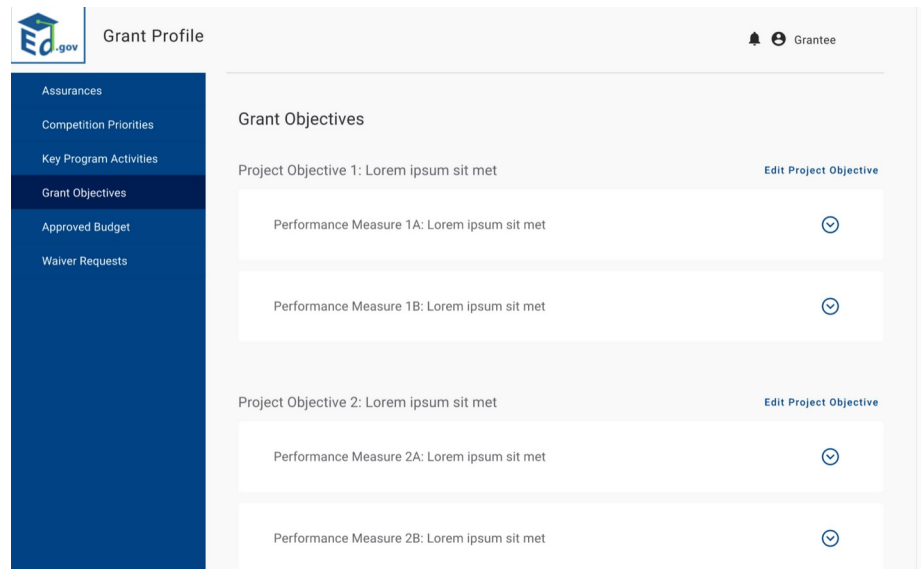 Ed.gov
Grant Profile
Grantee
Assurances
Competition Priorities
Key Program Activities
Grant Objectives
Approved Budget
Waiver Requests
Grant Objectives
Project Objective 1: Lorem ipsum sit met
Edit Project Objective
Performance Measure 1A: Lorem ipsum sit met
Performance Measure 1B: Lorem ipsum sit met
Project Objective 2: Lorem ipsum sit met
Edit Project Objective
Performance Measure 2A: Lorem ipsum sit met
Performance Measure 2B: Lorem ipsum sit met